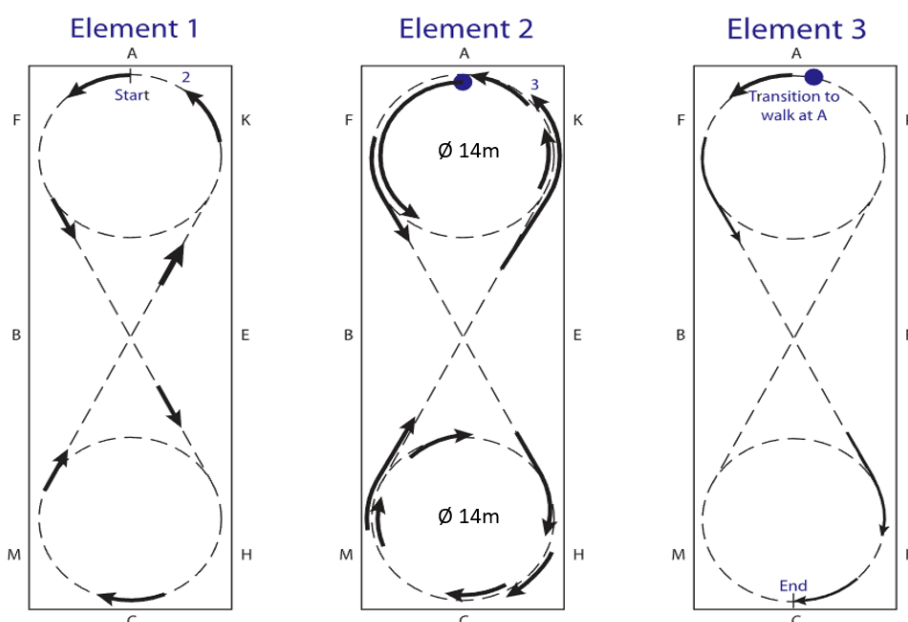 Element 1
A
2
Start
F
K
B
E
M
H
C
Element 2
A
3
F
K
Ø 14m
B
E
Ø 14m
M
H
C
Element 3
A
Transition to
walk at A
F
B
M
End
C